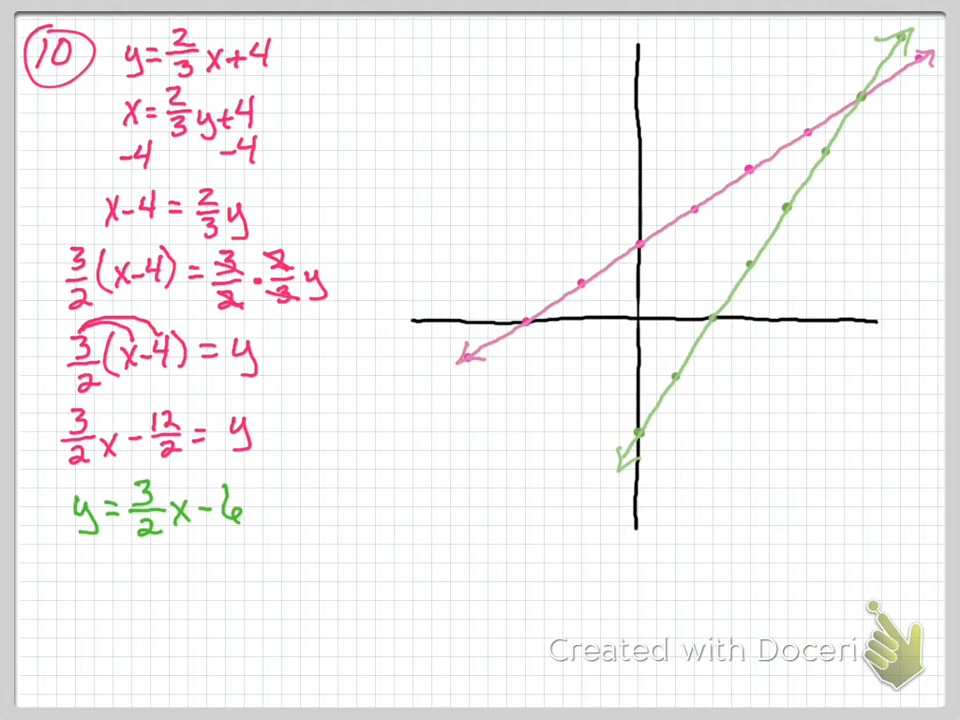 10
y = 2/3 x + 4
x = 2/3 y + 4
-4 -4
x - 4 = 2/3 y
3/2 (x - 4) = 3/2 · 2/3 y
3/2 (x - 4) = y
3/2 x - 12/2 = y
y = 3/2 x - 6
Created with Doceri